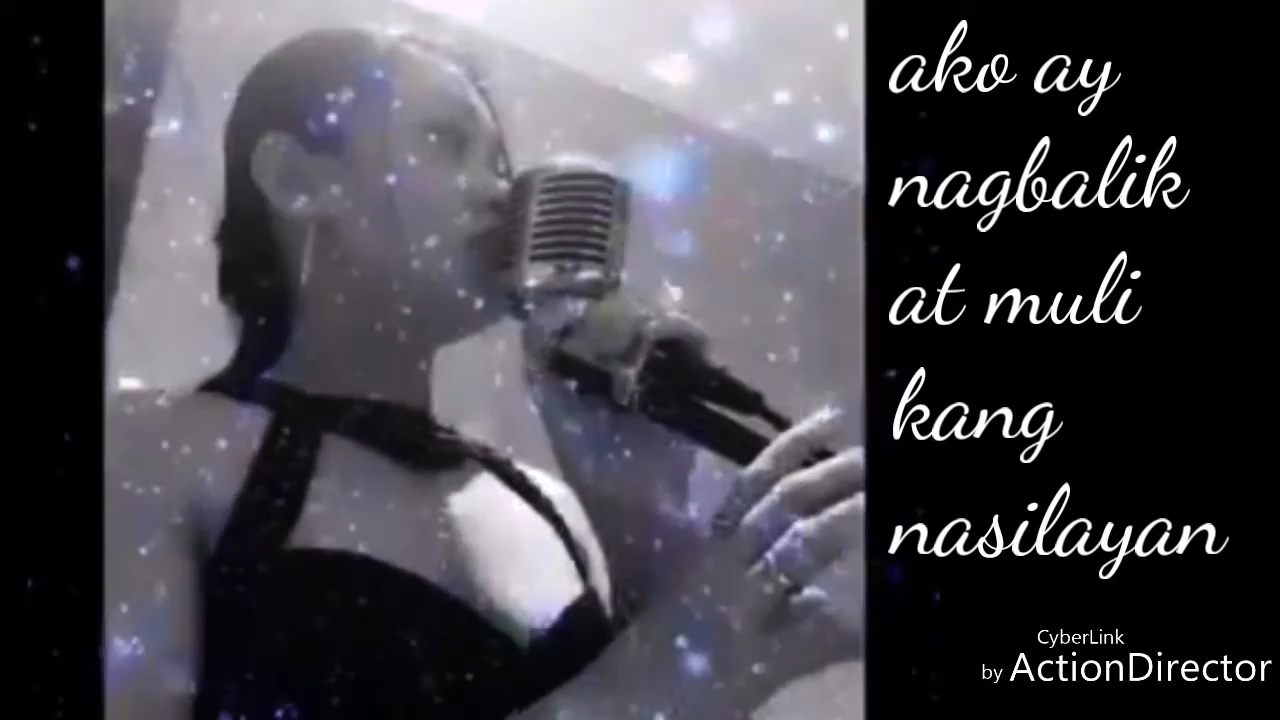 ako ay
nagbalik
at muli
kang
nasilayan
CyberLink
by ActionDirector